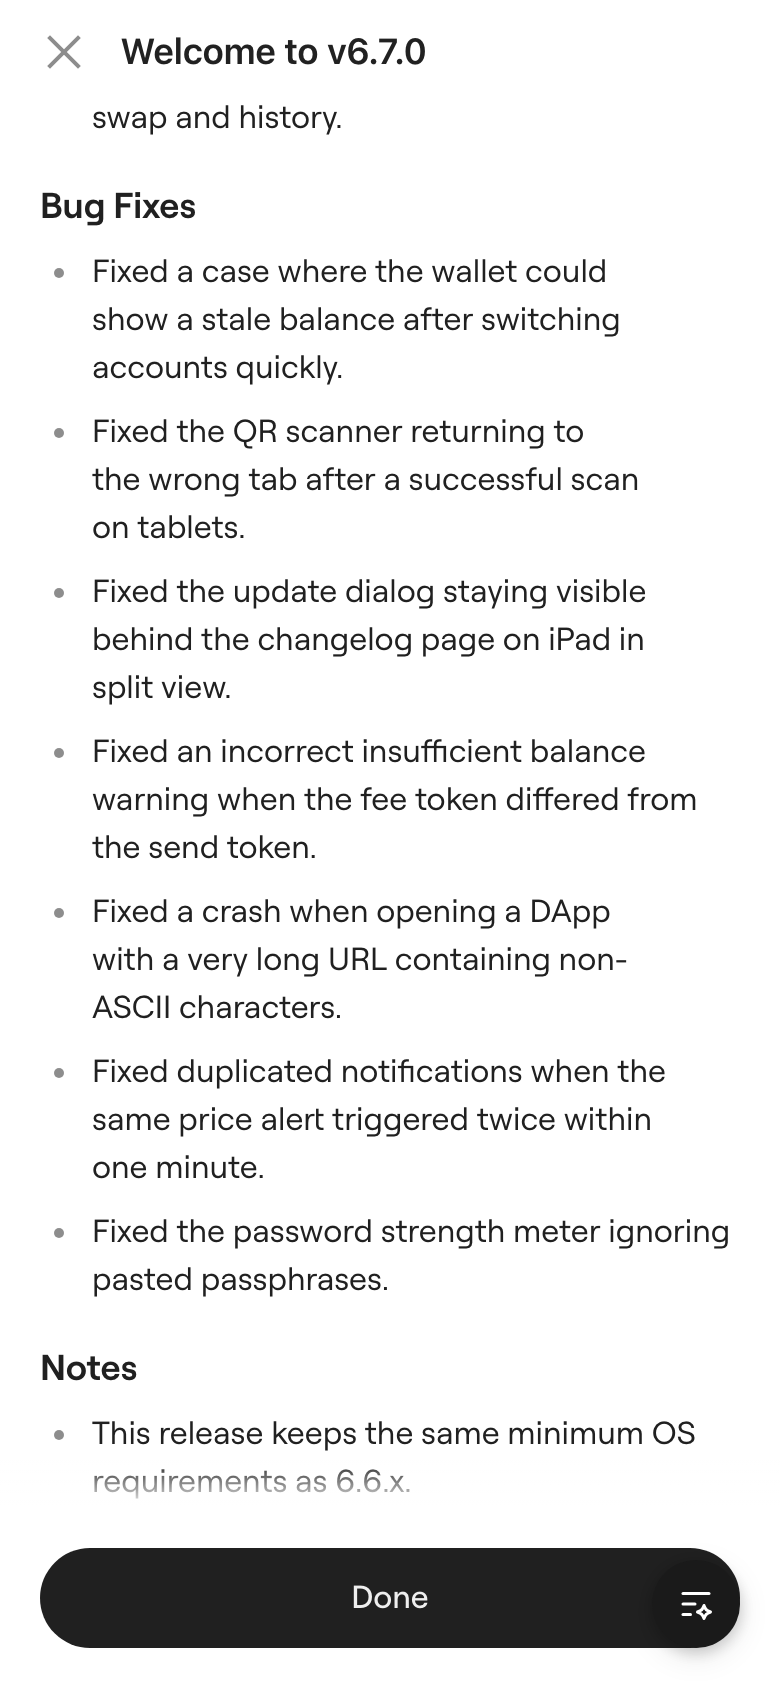 Welcome to v6.7.0
swap and history.
Bug Fixes
Fixed a case where the wallet could
show a stale balance after switching
accounts quickly.
Fixed the QR scanner returning to
the wrong tab after a successful scan
on tablets.
Fixed the update dialog staying visible
behind the changelog page on iPad in
split view.
Fixed an incorrect insufficient balance
warning when the fee token differed from
the send token.
Fixed a crash when opening a DApp
with a very long URL containing non-
ASCII characters.
Fixed duplicated notifications when the
same price alert triggered twice within
one minute.
Fixed the password strength meter ignoring
pasted passphrases.
Notes
This release keeps the same minimum OS
requirements as 6.6.x.
Done